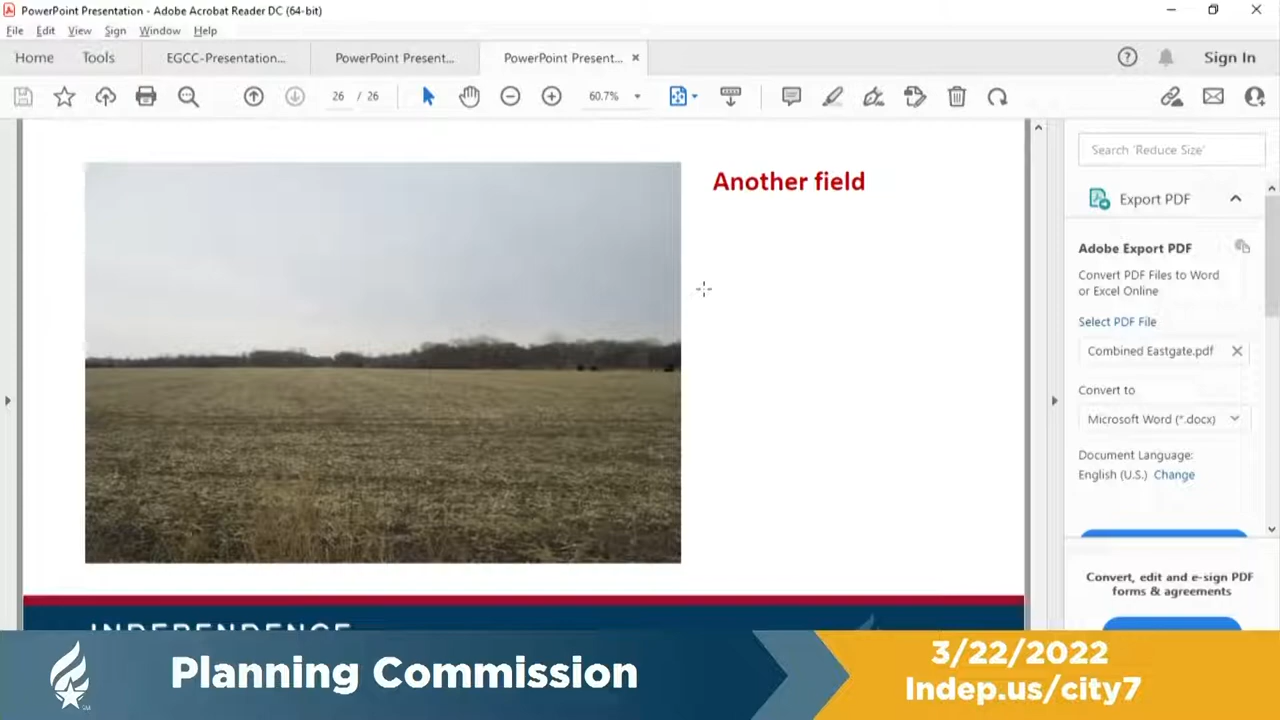 PowerPoint Presentation - Adobe Acrobat Reader DC (64-bit)
File Edit View Sign Window Help
Home Tools EGCC-Presentation... PowerPoint Present... PowerPoint Present...
26 / 26 60.7%
Sign In
Another field
Search 'Reduce Size'
Export PDF
Adobe Export PDF
Convert PDF Files to Word
or Excel Online
Select PDF File
Combined Eastgate.pdf
Convert to
Microsoft Word (*.docx)
Document Language:
English (U.S.) Change
Convert, edit and e-sign PDF
forms & agreements
INDEPENDENCE
Planning Commission
3/22/2022
Indep.us/city7